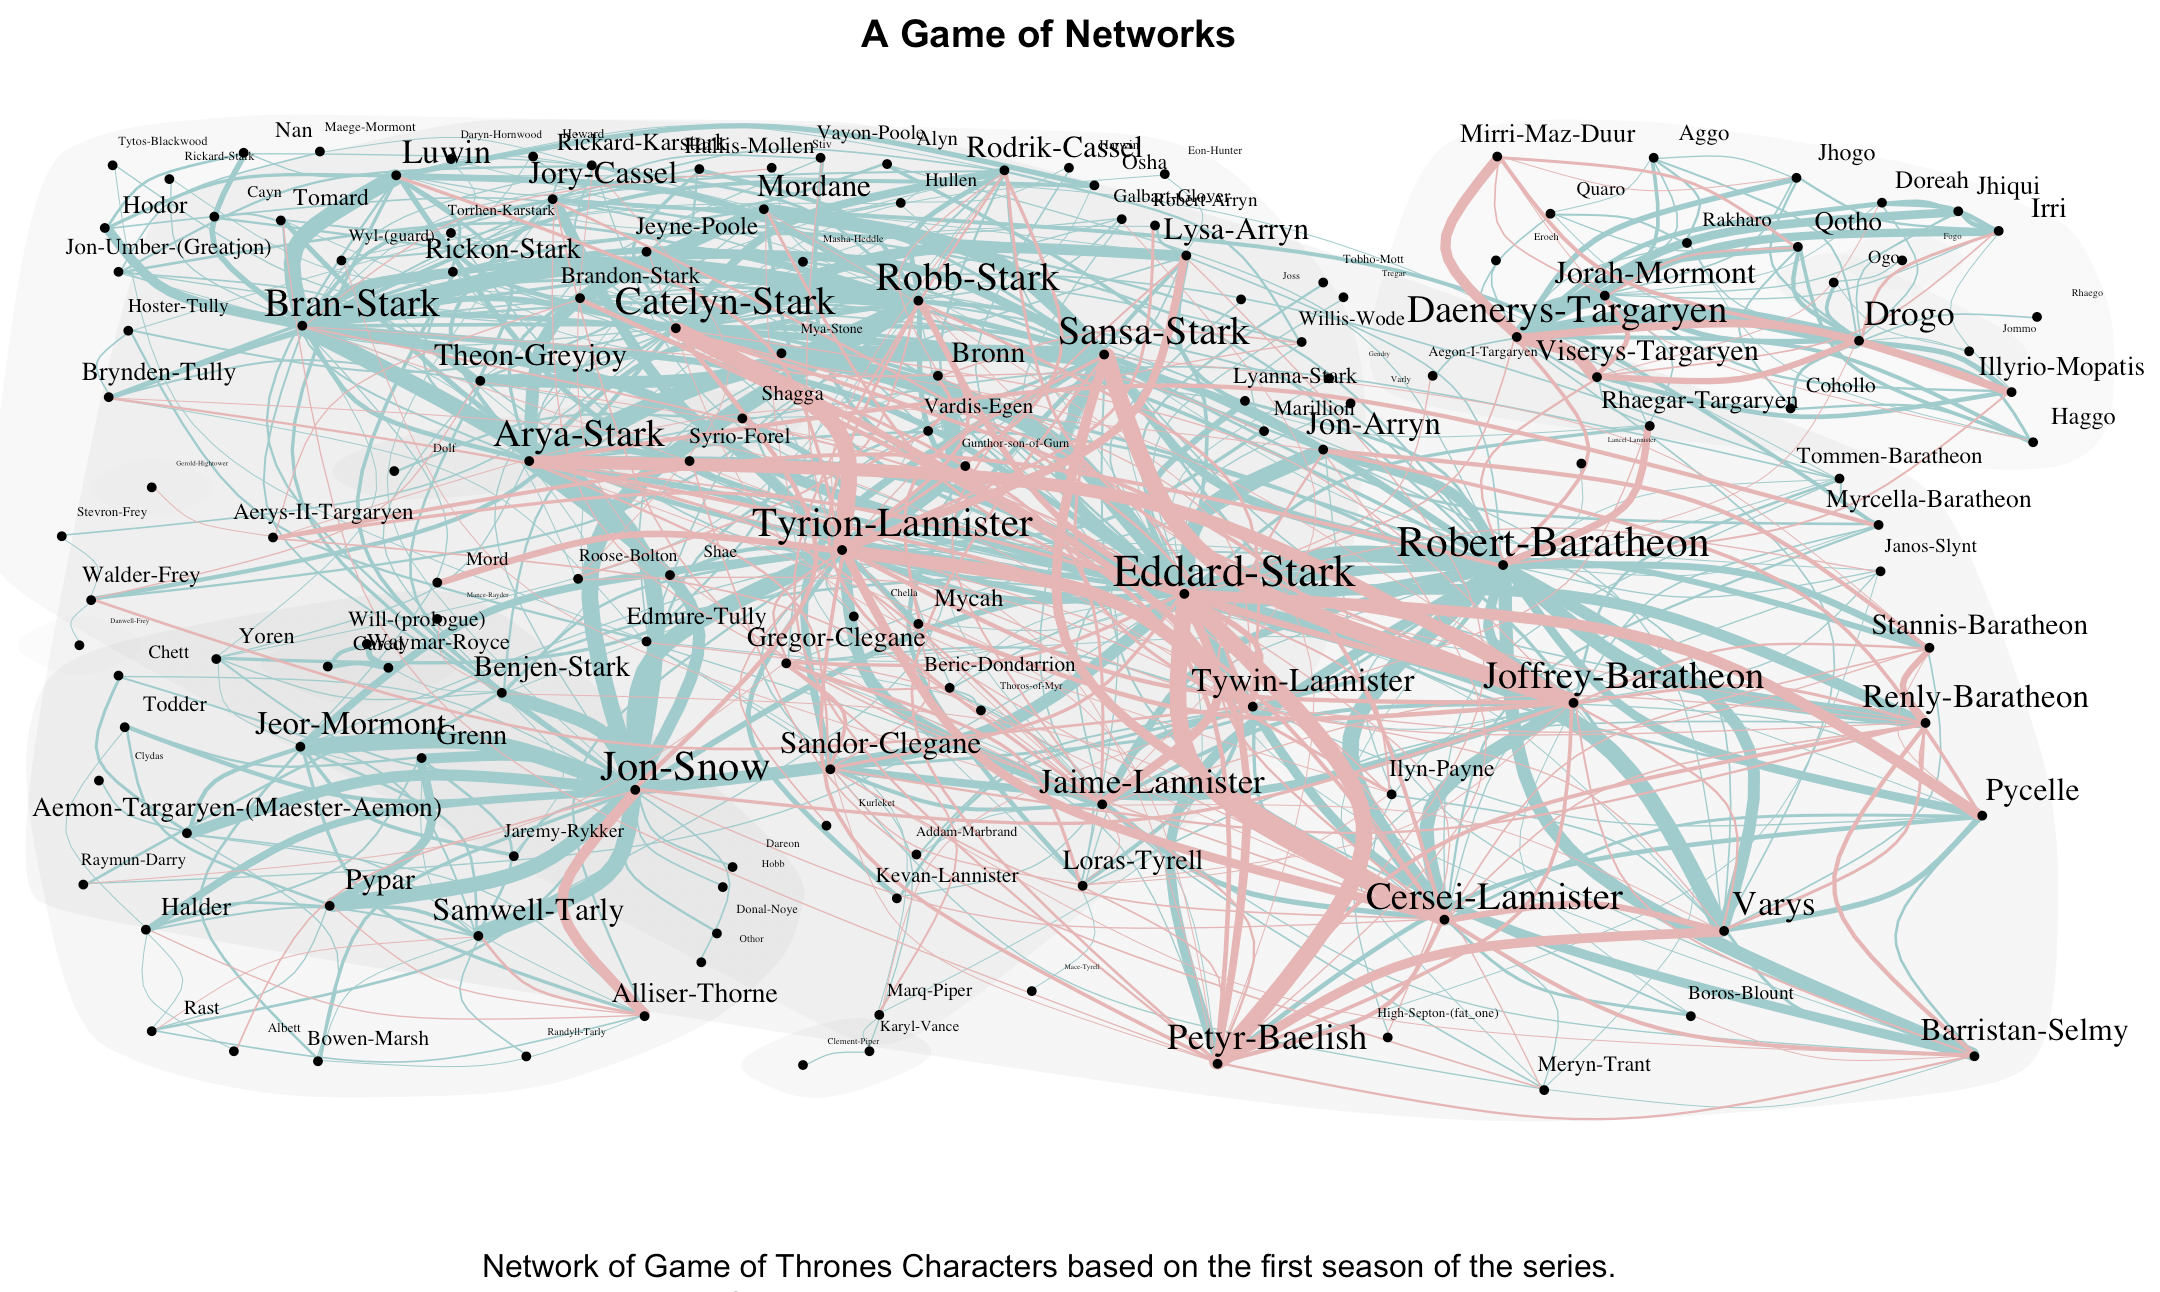 A Game of Networks
Tytos-Blackwood
Nan
Maege-Mormont
Daryn-Hornwood
Heward
Rickard-Karstark
Hallis-Mollen
Stiv
Vayon-Poole
Alyn
Rodrik-Cassel
Osha
Eon-Hunter
Mirri-Maz-Duur
Aggo
Jhogo
Rickard-Stark
Luwin
Jory-Cassel
Mordane
Hullen
Galbart-Glover
Robert-Arryn
Quaro
Doreah
Jhiqui
Irri
Cayn
Tomard
Hodor
Torrhen-Karstark
Jeyne-Poole
Lysa-Arryn
Rakharo
Qotho
Jon-Umber-(Greatjon)
Wyl-(guard)
Rickon-Stark
Masha-Heddle
Eroeh
Fogo
Tobho-Mott
Ogo
Brandon-Stark
Robb-Stark
Joss
Tregar
Jorah-Mormont
Rhaego
Hoster-Tully
Bran-Stark
Catelyn-Stark
Willis-Wode
Daenerys-Targaryen
Drogo
Jommo
Mya-Stone
Sansa-Stark
Theon-Greyjoy
Bronn
Gendry
Aegon-I-Targaryen
Viserys-Targaryen
Illyrio-Mopatis
Brynden-Tully
Lyanna-Stark
Varly
Cohollo
Shagga
Vardis-Egen
Marillion
Rhaegar-Targaryen
Haggo
Arya-Stark
Syrio-Forel
Gunthor-son-of-Gurn
Jon-Arryn
Lancel-Lannister
Dolf
Gerold-Hightower
Tommen-Baratheon
Stevron-Frey
Aerys-II-Targaryen
Tyrion-Lannister
Myrcella-Baratheon
Mord
Roose-Bolton
Shae
Robert-Baratheon
Janos-Slynt
Walder-Frey
Eddard-Stark
Mance-Rayder
Chella
Mycah
Danwell-Frey
Will-(prologue)
Edmure-Tully
Stannis-Baratheon
Yoren
Waymar-Royce
Gregor-Clegane
Chett
Benjen-Stark
Beric-Dondarrion
Thoros-of-Myr
Tywin-Lannister
Joffrey-Baratheon
Renly-Baratheon
Todder
Jeor-Mormont
Grenn
Sandor-Clegane
Clydas
Jon-Snow
Jaime-Lannister
Ilyn-Payne
Pycelle
Aemon-Targaryen-(Maester-Aemon)
Kurleket
Jaremy-Rykker
Addam-Marbrand
Dareon
Raymun-Darry
Hobb
Loras-Tyrell
Pypar
Kevan-Lannister
Cersei-Lannister
Varys
Halder
Samwell-Tarly
Donal-Noye
Othor
Mace-Tyrell
Alliser-Thorne
Marq-Piper
Boros-Blount
Rast
High-Septon-(fat_one)
Albett
Bowen-Marsh
Randyll-Tarly
Karyl-Vance
Clement-Piper
Petyr-Baelish
Barristan-Selmy
Meryn-Trant
Network of Game of Thrones Characters based on the first season of the series.